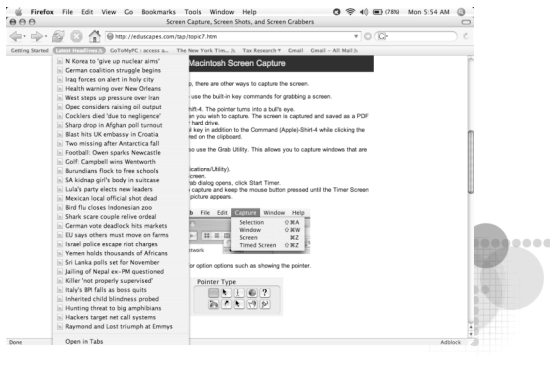 Firefox File Edit View Go Bookmarks Tools Window Help (78%) Mon 5:54 AM
Screen Capture, Screen Shots, and Screen Grabbers
http://eduscapes.com/tap/topic7.htm
Getting Started Latest Headlines GoToMyPC : access a... The New York Tim... Tax Research Gmail Gmail - All Mail
N Korea to 'give up nuclear aims'
German coalition struggle begins
Iraq forces on alert in holy city
Health warning over New Orleans
West steps up pressure over Iran
Opec considers raising oil output
Cocklers died 'due to negligence'
Sharp drop in Afghan poll turnout
Blast hits UK embassy in Croatia
Two missing after Antarctica fall
Football: Owen sparks Newcastle
Golf: Campbell wins Wentworth
Burundians flock to free schools
SA kidnap girl's body in suitcase
Lula's party elects new leaders
Mexican local official shot dead
Bird flu closes Indonesian zoo
Shark scare couple relive ordeal
German vote deadlock hits markets
EU says others must move on farms
Israel police escape riot charges
Yemen holds thousands of Africans
Sri Lanka polls set for November
Jailing of Nepal ex-PM questioned
Killer 'not properly supervised'
Italy's BPI falls as boss quits
Inherited child blindness probed
Hunting threat to big amphibians
Hackers target net call systems
Raymond and Lost triumph at Emmys
Open in Tabs
Macintosh Screen Capture
p, there are other ways to capture the screen.
use the built-in key commands for grabbing a screen.
hift-4. The pointer turns into a bull's eye.
en you wish to capture. The screen is captured and saved as a PDF
hard drive.
l key in addition to the Command (Apple)-Shirt-4 while clicking the
red on the clipboard.
so use the Grab Utility. This allows you to capture windows that are
ications/Utility).
creen.
ab dialog opens, click Start Timer.
capture and keep the mouse button pressed until the Timer Screen
picture appears.
b File Edit Capture Window Help
Selection ⇧⌘A
Window ⇧⌘W
Screen ⌘Z
Timed Screen ⇧⌘Z
twork
or option options such as showing the pointer.
Pointer Type
Done Adblock